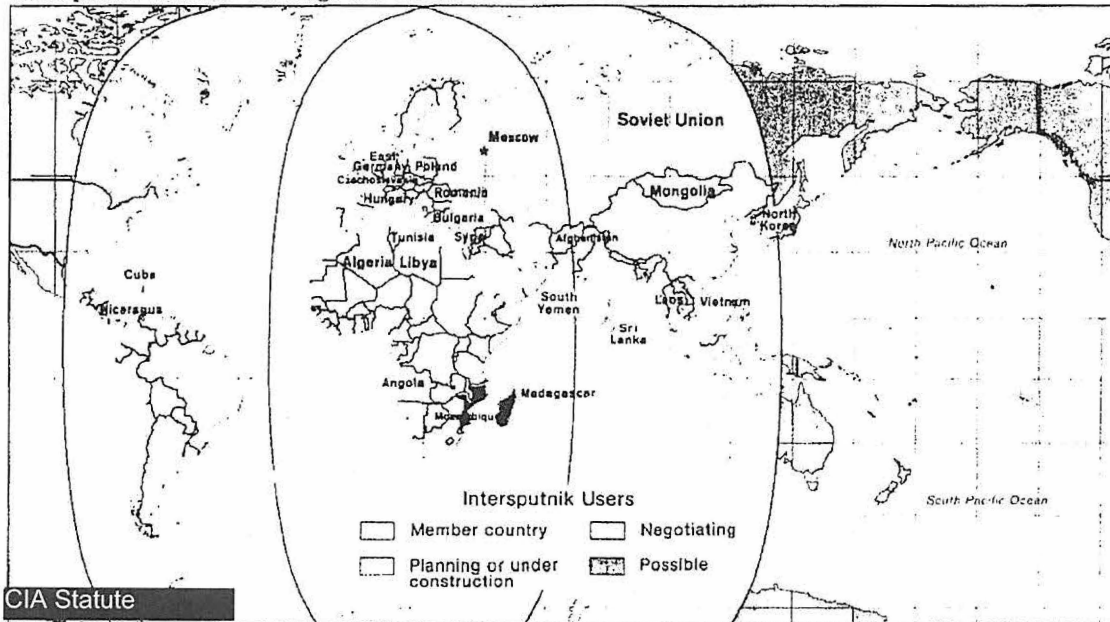 Soviet Union
Mescow
East
Germany
Poland
Czechoslovakia
Hungary
Romania
Bulgaria
Mongolia
North
Korea
North Pacific Ocean
Tunisia
Syria
Afghanistan
Algeria
Libya
Cuba
Nicaragua
South
Yemen
Laos
Vietnam
Sri
Lanka
Angola
Madagascar
Mozambique
South Pacific Ocean
Intersputnik Users
Member country
Negotiating
Planning or under
construction
Possible
CIA Statute